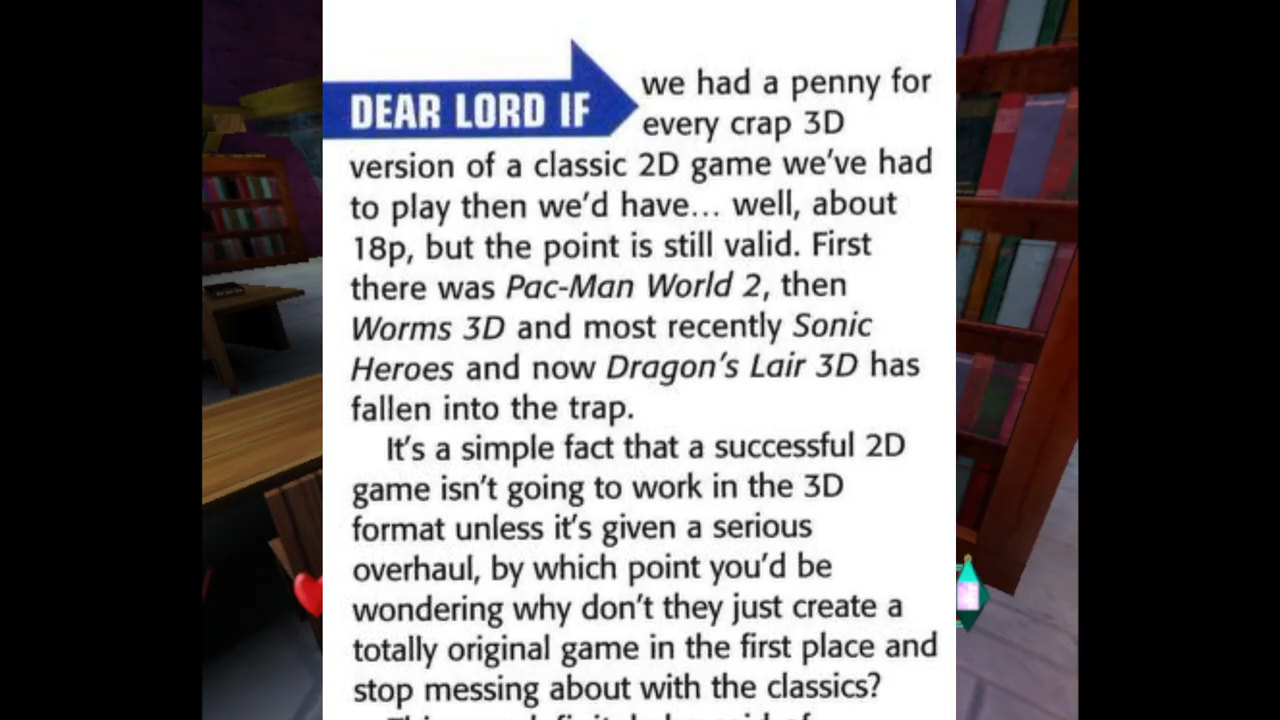 DEAR LORD IF we had a penny for
every crap 3D
version of a classic 2D game we've had
to play then we'd have... well, about
18p, but the point is still valid. First
there was Pac-Man World 2, then
Worms 3D and most recently Sonic
Heroes and now Dragon's Lair 3D has
fallen into the trap.
It's a simple fact that a successful 2D
game isn't going to work in the 3D
format unless it's given a serious
overhaul, by which point you'd be
wondering why don't they just create a
totally original game in the first place and
stop messing about with the classics?